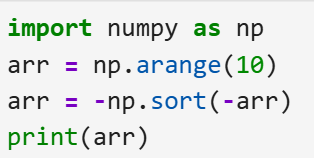 import numpy as np
arr = np.arange(10)
arr = -np.sort(-arr)
print(arr)